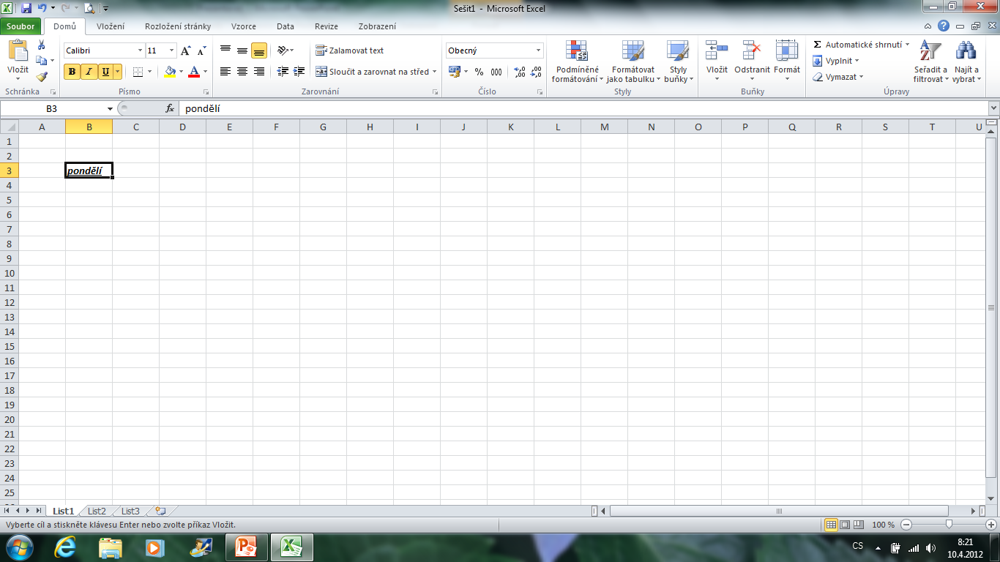 Sešit1 - Microsoft Excel
Soubor Domů Vložení Rozložení stránky Vzorce Data Revize Zobrazení
Vložit
Schránka
Calibri 11
B I U A
Písmo
Zalamovat text
Sloučit a zarovnat na střed
Zarovnání
Obecný
% 000
Číslo
Podmíněné
formátování
Formátovat
jako tabulku
Styly
buňky
Styly
Vložit Odstranit Formát
Buňky
Σ Automatické shrnutí
Vyplnit
Vymazat
Seřadit a
filtrovat
Najít a
vybrat
Úpravy
B3 fx pondělí
A B C D E F G H I J K L M N O P Q R S T U
1
2
3 pondělí
4
5
6
7
8
9
10
11
12
13
14
15
16
17
18
19
20
21
22
23
24
25
List1 List2 List3
Vyberte cíl a stiskněte klávesu Enter nebo zvolte příkaz Vložit. 100 %
CS 8:21
10.4.2012